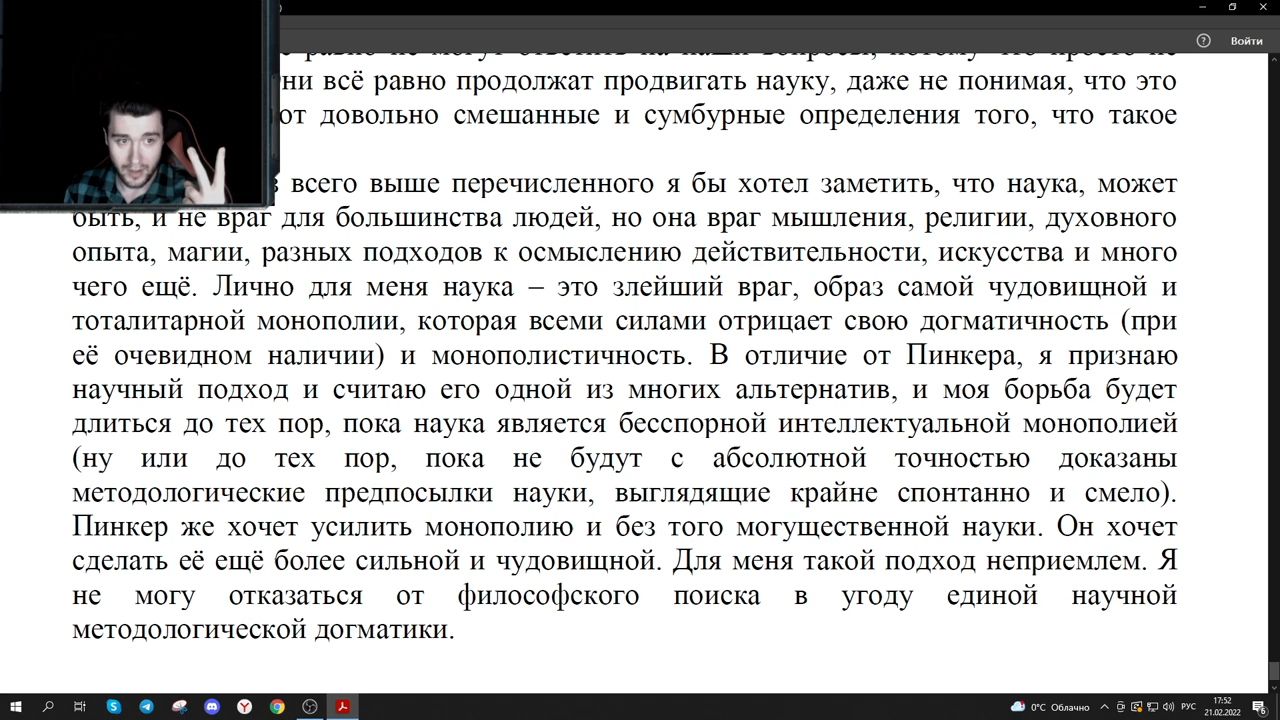 Войти
ни всё равно продолжат продвигать науку, даже не понимая, что это
от довольно смешанные и сумбурные определения того, что такое
всего выше перечисленного я бы хотел заметить, что наука, может
быть, и не враг для большинства людей, но она враг мышления, религии, духовного
опыта, магии, разных подходов к осмыслению действительности, искусства и много
чего ещё. Лично для меня наука – это злейший враг, образ самой чудовищной и
тоталитарной монополии, которая всеми силами отрицает свою догматичность (при
её очевидном наличии) и монополистичность. В отличие от Пинкера, я признаю
научный подход и считаю его одной из многих альтернатив, и моя борьба будет
длиться до тех пор, пока наука является бесспорной интеллектуальной монополией
(ну или до тех пор, пока не будут с абсолютной точностью доказаны
методологические предпосылки науки, выглядящие крайне спонтанно и смело).
Пинкер же хочет усилить монополию и без того могущественной науки. Он хочет
сделать её ещё более сильной и чудовищной. Для меня такой подход неприемлем. Я
не могу отказаться от философского поиска в угоду единой научной
методологической догматики.
0°C Облачно
РУС
17:52
21.02.2022
6